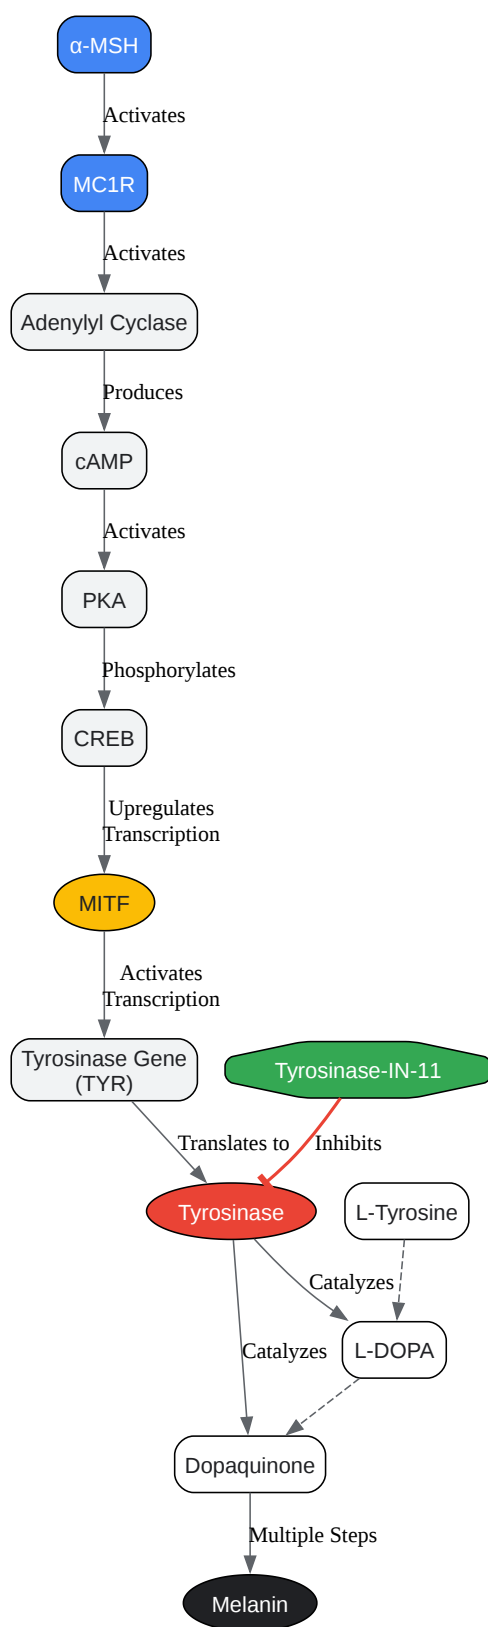 α-MSH
Activates
MC1R
Activates
Adenylyl Cyclase
Produces
cAMP
Activates
PKA
Phosphorylates
CREB
Upregulates
Transcription
MITF
Activates
Transcription
Tyrosinase Gene
(TYR)
Tyrosinase-IN-11
Translates to
Inhibits
Tyrosinase
L-Tyrosine
Catalyzes
Catalyzes
L-DOPA
Dopaquinone
Multiple Steps
Melanin